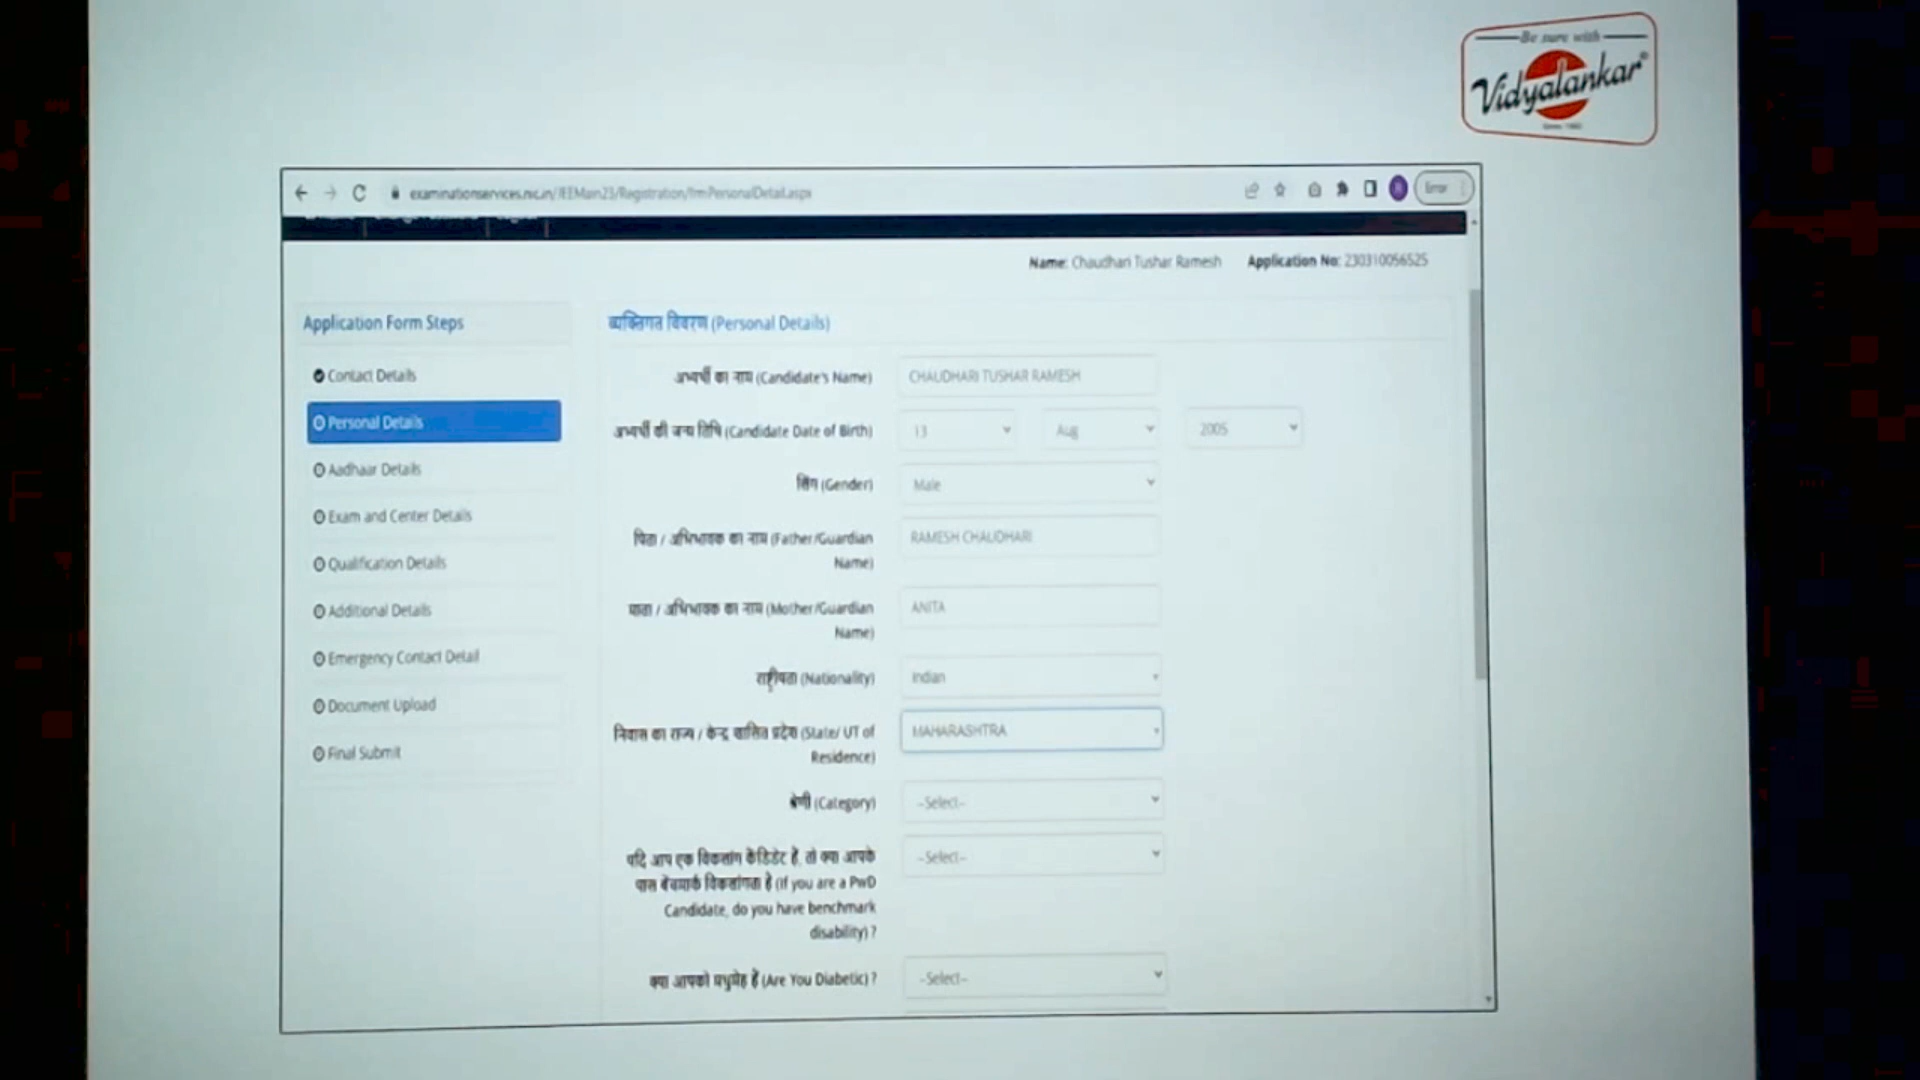 Be sure with
Vidyalankar
examinationservices.nic.in/JEEMain23/Registration/frmPersonalDetail.aspx
Error
Name: Chaudhari Tushar Ramesh Application No: 230310056525
Application Form Steps
Contact Details
Personal Details
Aadhaar Details
Exam and Center Details
Qualification Details
Additional Details
Emergency Contact Detail
Document Upload
Final Submit
व्यक्तिगत विवरण (Personal Details)
अभ्यर्थी का नाम (Candidate's Name) CHAUDHARI TUSHAR RAMESH
अभ्यर्थी की जन्म तिथि (Candidate Date of Birth) 13 Aug 2005
लिंग (Gender) Male
पिता / अभिभावक का नाम (Father/Guardian RAMESH CHAUDHARI
Name)
माता / अभिभावक का नाम (Mother/Guardian ANITA
Name)
राष्ट्रीयता (Nationality) Indian
निवास का राज्य / केन्द्र शासित प्रदेश (State/ UT of MAHARASHTRA
Residence)
श्रेणी (Category) --Select--
यदि आप एक विकलांग कैंडिडेट हैं, तो क्या आपके --Select--
पास बेंचमार्क विकलांगता है (If you are a PwD
Candidate, do you have benchmark
disability) ?
क्या आपको मधुमेह है (Are You Diabetic) ? --Select--